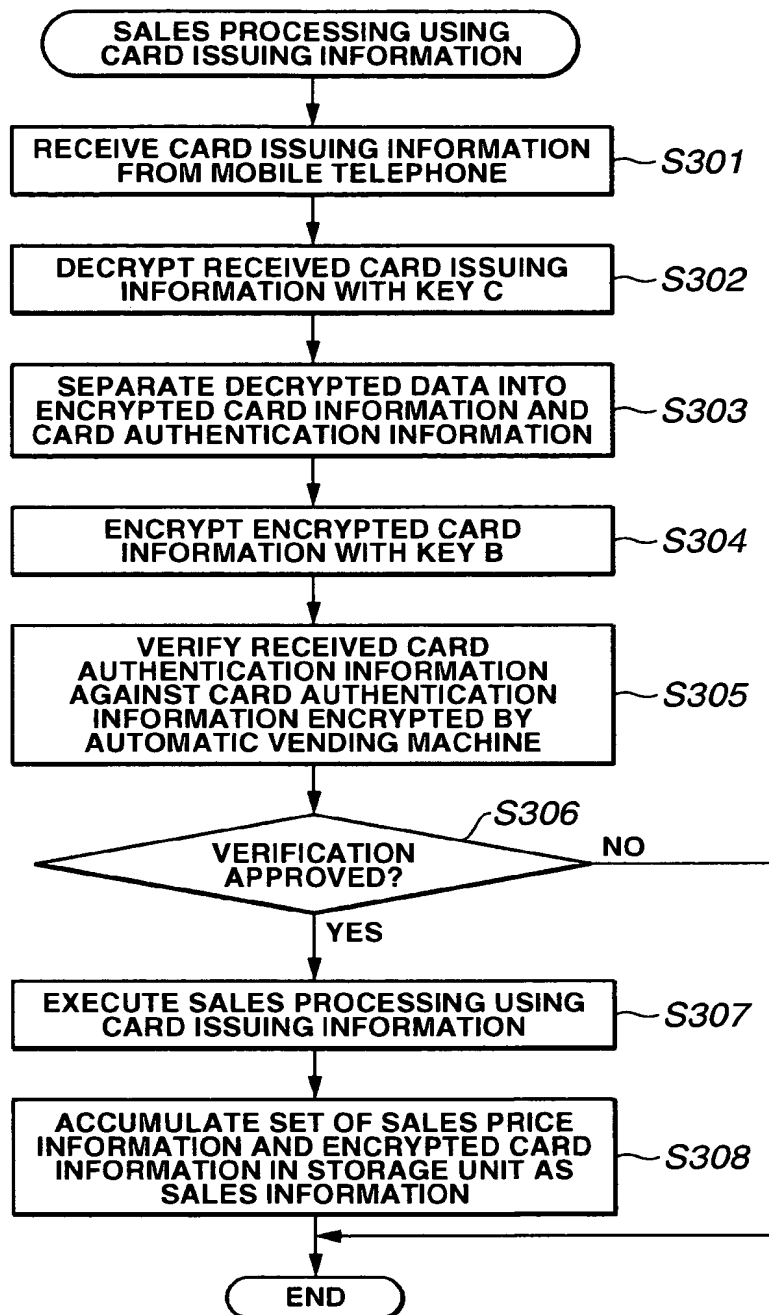 SALES PROCESSING USING
CARD ISSUING INFORMATION
RECEIVE CARD ISSUING INFORMATION
FROM MOBILE TELEPHONE
S301
DECRYPT RECEIVED CARD ISSUING
INFORMATION WITH KEY C
S302
SEPARATE DECRYPTED DATA INTO
ENCRYPTED CARD INFORMATION AND
CARD AUTHENTICATION INFORMATION
S303
ENCRYPT ENCRYPTED CARD
INFORMATION WITH KEY B
S304
VERIFY RECEIVED CARD
AUTHENTICATION INFORMATION
AGAINST CARD AUTHENTICATION
INFORMATION ENCRYPTED BY
AUTOMATIC VENDING MACHINE
S305
S306
VERIFICATION
APPROVED?
NO
YES
EXECUTE SALES PROCESSING USING
CARD ISSUING INFORMATION
S307
ACCUMULATE SET OF SALES PRICE
INFORMATION AND ENCRYPTED CARD
INFORMATION IN STORAGE UNIT AS
SALES INFORMATION
S308
END